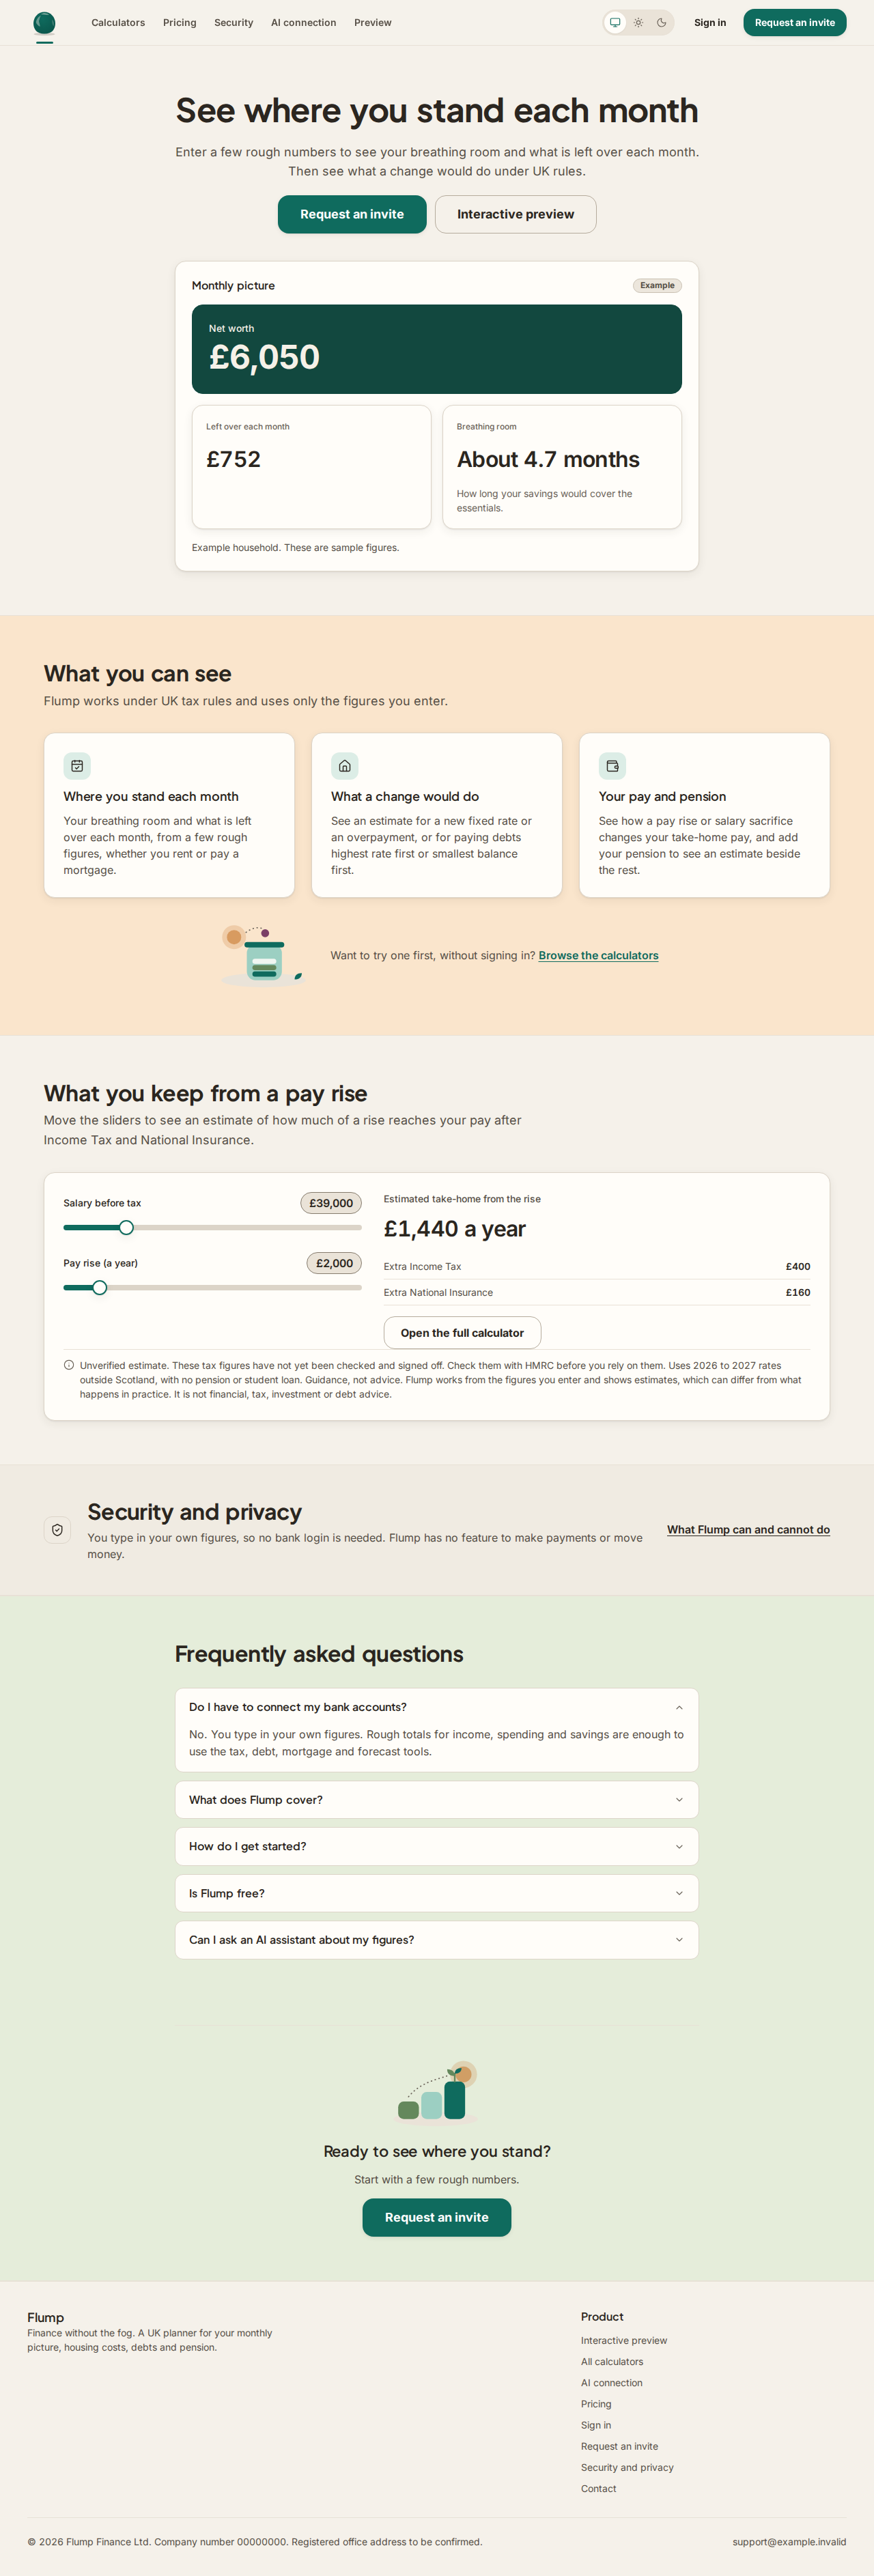 Calculators Pricing Security AI connection Preview Sign in Request an invite
See where you stand each month
Enter a few rough numbers to see your breathing room and what is left over each month.
Then see what a change would do under UK rules.
Request an invite Interactive preview
Monthly picture Example
Net worth
£6,050
Left over each month
£752
Breathing room
About 4.7 months
How long your savings would cover the
essentials.
Example household. These are sample figures.
What you can see
Flump works under UK tax rules and uses only the figures you enter.
Where you stand each month
Your breathing room and what is left
over each month, from a few rough
figures, whether you rent or pay a
mortgage.
What a change would do
See an estimate for a new fixed rate or
an overpayment, or for paying debts
highest rate first or smallest balance
first.
Your pay and pension
See how a pay rise or salary sacrifice
changes your take-home pay, and add
your pension to see an estimate beside
the rest.
Want to try one first, without signing in? Browse the calculators
What you keep from a pay rise
Move the sliders to see an estimate of how much of a rise reaches your pay after
Income Tax and National Insurance.
Salary before tax £39,000
Pay rise (a year) £2,000
Estimated take-home from the rise
£1,440 a year
Extra Income Tax £400
Extra National Insurance £160
Open the full calculator
Unverified estimate. These tax figures have not yet been checked and signed off. Check them with HMRC before you rely on them. Uses 2026 to 2027 rates
outside Scotland, with no pension or student loan. Guidance, not advice. Flump works from the figures you enter and shows estimates, which can differ from what
happens in practice. It is not financial, tax, investment or debt advice.
Security and privacy
You type in your own figures, so no bank login is needed. Flump has no feature to make payments or move
money.
What Flump can and cannot do
Frequently asked questions
Do I have to connect my bank accounts?
No. You type in your own figures. Rough totals for income, spending and savings are enough to
use the tax, debt, mortgage and forecast tools.
What does Flump cover?
How do I get started?
Is Flump free?
Can I ask an AI assistant about my figures?
Ready to see where you stand?
Start with a few rough numbers.
Request an invite
Flump
Finance without the fog. A UK planner for your monthly
picture, housing costs, debts and pension.
Product
Interactive preview
All calculators
AI connection
Pricing
Sign in
Request an invite
Security and privacy
Contact
© 2026 Flump Finance Ltd. Company number 00000000. Registered office address to be confirmed. support@example.invalid